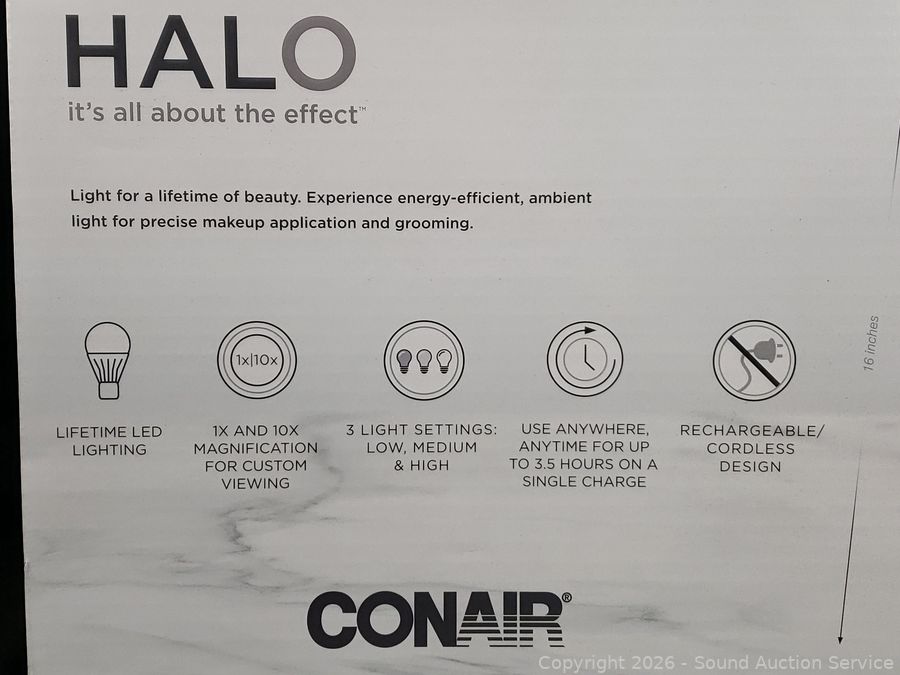 HALO
it's all about the effect™
Light for a lifetime of beauty. Experience energy-efficient, ambient
light for precise makeup application and grooming.
1x|10x
LIFETIME LED
LIGHTING
1X AND 10X
MAGNIFICATION
FOR CUSTOM
VIEWING
3 LIGHT SETTINGS:
LOW, MEDIUM
& HIGH
USE ANYWHERE,
ANYTIME FOR UP
TO 3.5 HOURS ON A
SINGLE CHARGE
RECHARGEABLE/
CORDLESS
DESIGN
16 inches
CONAIR®
Copyright 2026 - Sound Auction Service